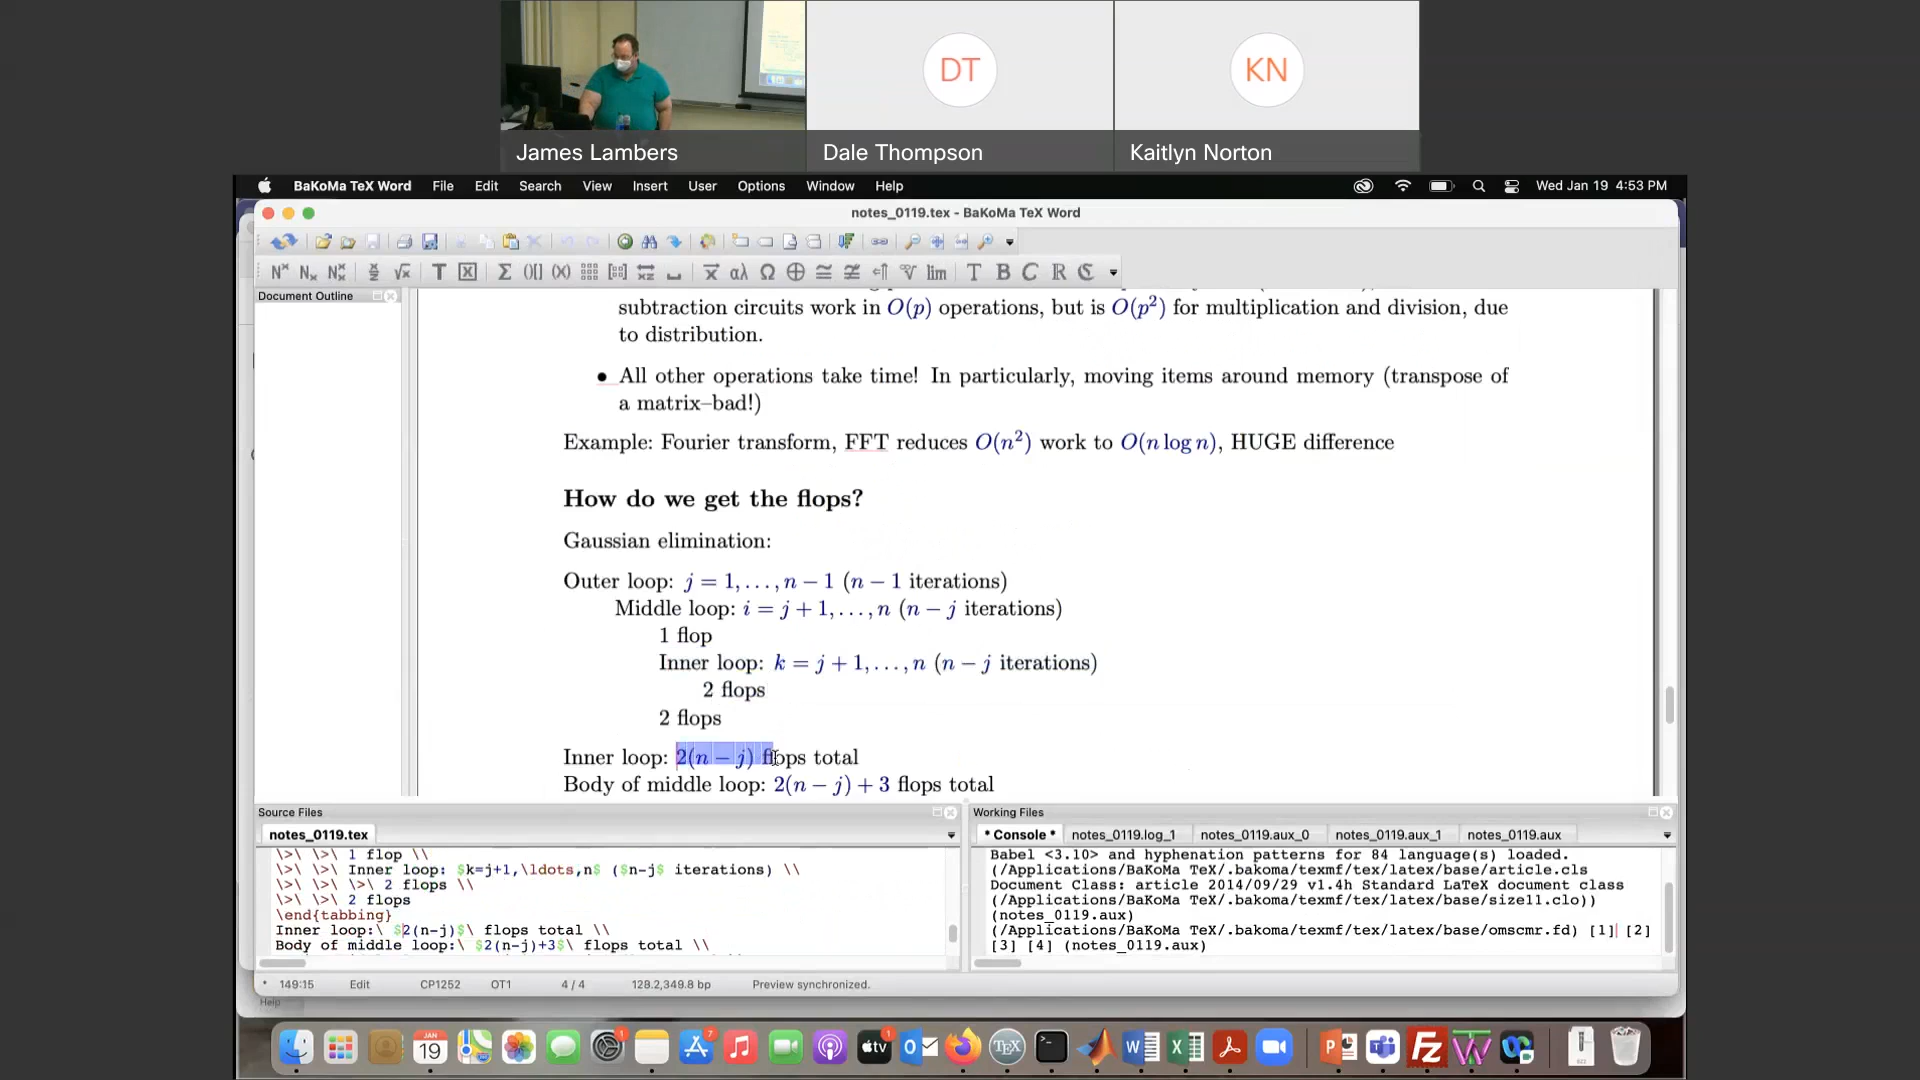 DT
KN
James Lambers
Dale Thompson
Kaitlyn Norton
BaKoMa TeX Word File Edit Search View Insert User Options Window Help
Wed Jan 19 4:53 PM
notes_0119.tex - BaKoMa TeX Word
Document Outline
subtraction circuits work in O(p) operations, but is O(p²) for multiplication and division, due
to distribution.
• All other operations take time! In particularly, moving items around memory (transpose of
a matrix–bad!)
Example: Fourier transform, FFT reduces O(n²) work to O(n log n), HUGE difference
How do we get the flops?
Gaussian elimination:
Outer loop: j = 1, . . . , n − 1 (n − 1 iterations)
Middle loop: i = j + 1, . . . , n (n − j iterations)
1 flop
Inner loop: k = j + 1, . . . , n (n − j iterations)
2 flops
2 flops
Inner loop: 2(n − j) flops total
Body of middle loop: 2(n − j) + 3 flops total
Source Files
notes_0119.tex
\>\ \>\ 1 flop \\
\>\ \>\ Inner loop: $k=j+1,\ldots,n$ ($n-j$ iterations) \\
\>\ \>\ \>\ 2 flops \\
\>\ \>\ 2 flops
\end{tabbing}
Inner loop:\ $2(n-j)$\ flops total \\
Body of middle loop:\ $2(n-j)+3$\ flops total \\
Working Files
* Console * notes_0119.log_1 notes_0119.aux_0 notes_0119.aux_1 notes_0119.aux
Babel <3.10> and hyphenation patterns for 84 language(s) loaded.
(/Applications/BaKoMa TeX/.bakoma/texmf/tex/latex/base/article.cls
Document Class: article 2014/09/29 v1.4h Standard LaTeX document class
(/Applications/BaKoMa TeX/.bakoma/texmf/tex/latex/base/size11.clo))
(notes_0119.aux)
(/Applications/BaKoMa TeX/.bakoma/texmf/tex/latex/base/omscmr.fd) [1] [2]
[3] [4] (notes_0119.aux)
149:15 Edit CP1252 OT1 4 / 4 128.2,349.8 bp Preview synchronized.
Help
JAN
19
tv
TEX